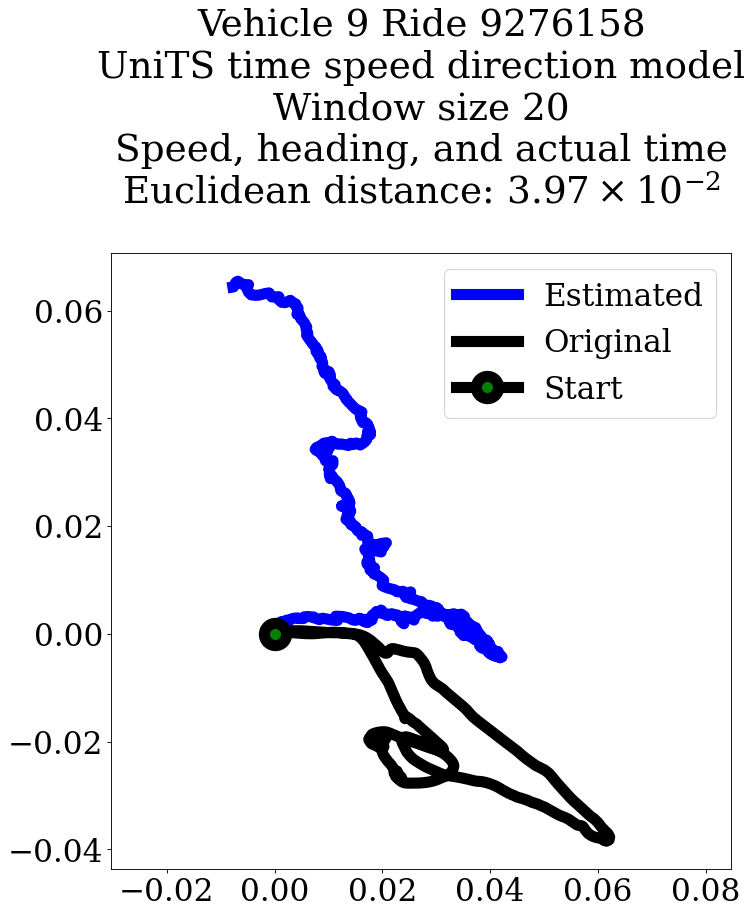 Vehicle 9 Ride 9276158
UniTS time speed direction model
Window size 20
Speed, heading, and actual time
Euclidean distance: 3.97 × 10⁻²
Estimated
Original
Start
0.06
0.04
0.02
0.00
−0.02
−0.04
−0.02 0.00 0.02 0.04 0.06 0.08